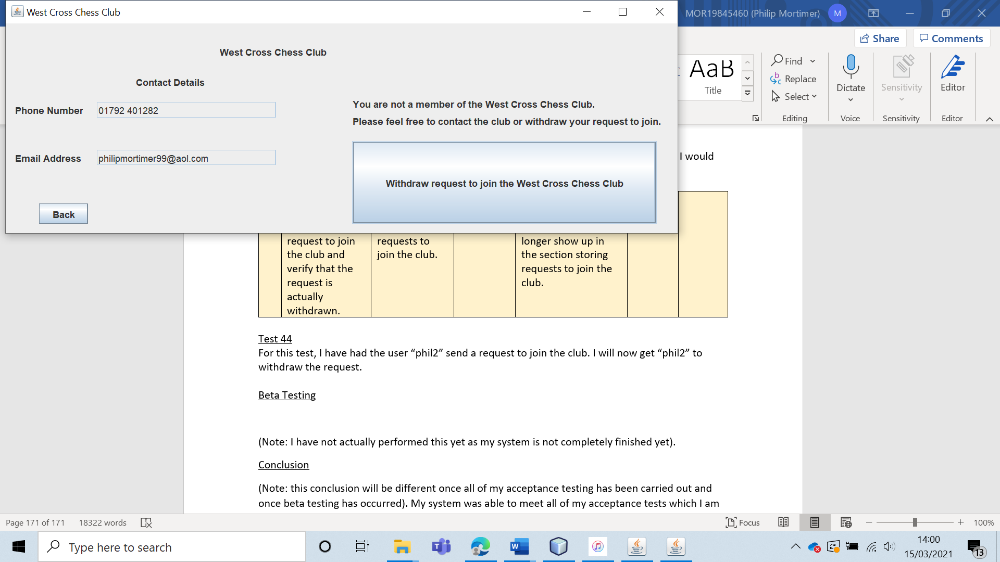 West Cross Chess Club
MOR19845460 (Philip Mortimer)
M
Share
Comments
West Cross Chess Club
Contact Details
Phone Number
01792 401282
Email Address
philipmortimer99@aol.com
Back
You are not a member of the West Cross Chess Club.
Please feel free to contact the club or withdraw your request to join.
Withdraw request to join the West Cross Chess Club
AaB
Title
Find
Replace
Select
Editing
Dictate
Voice
Sensitivity
Sensitivity
Editor
Editor
I would
request to join
the club and
verify that the
request is
actually
withdrawn.
requests to
join the club.
longer show up in
the section storing
requests to join the
club.
Test 44
For this test, I have had the user “phil2” send a request to join the club. I will now get “phil2” to
withdraw the request.
Beta Testing
(Note: I have not actually performed this yet as my system is not completely finished yet).
Conclusion
(Note: this conclusion will be different once all of my acceptance testing has been carried out and
once beta testing has occurred). My system was able to meet all of my acceptance tests which I am
Page 171 of 171
18322 words
Focus
100%
Type here to search
14:00
15/03/2021
13